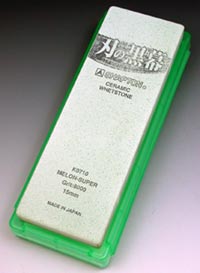 刃の黒幕
SHAPTON®
CERAMIC
WHETSTONE
K0710
MELON-SUPER
Grit:8000
15mm
MADE IN JAPAN